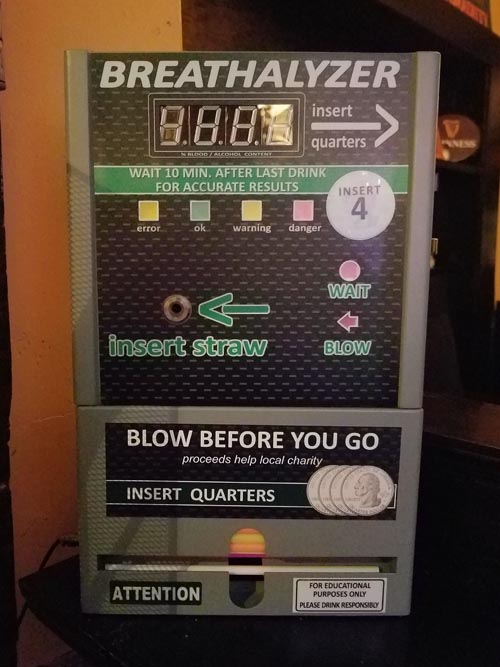 BREATHALYZER
insert
quarters
% BLOOD / ALCOHOL CONTENT
WAIT 10 MIN. AFTER LAST DRINK
FOR ACCURATE RESULTS
INSERT
4
error ok warning danger
WAIT
insert straw
BLOW
BLOW BEFORE YOU GO
proceeds help local charity
INSERT QUARTERS
ATTENTION
FOR EDUCATIONAL
PURPOSES ONLY
PLEASE DRINK RESPONSIBLY
GUINNESS